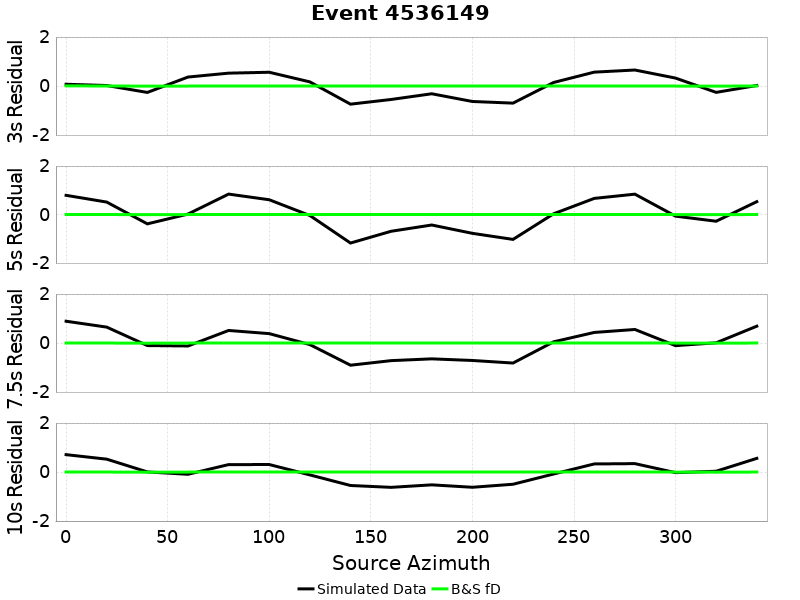 Event 4536149
3s Residual
2
0
-2
5s Residual
2
0
-2
7.5s Residual
2
0
-2
10s Residual
2
0
-2
0 50 100 150 200 250 300
Source Azimuth
Simulated Data B&S fD